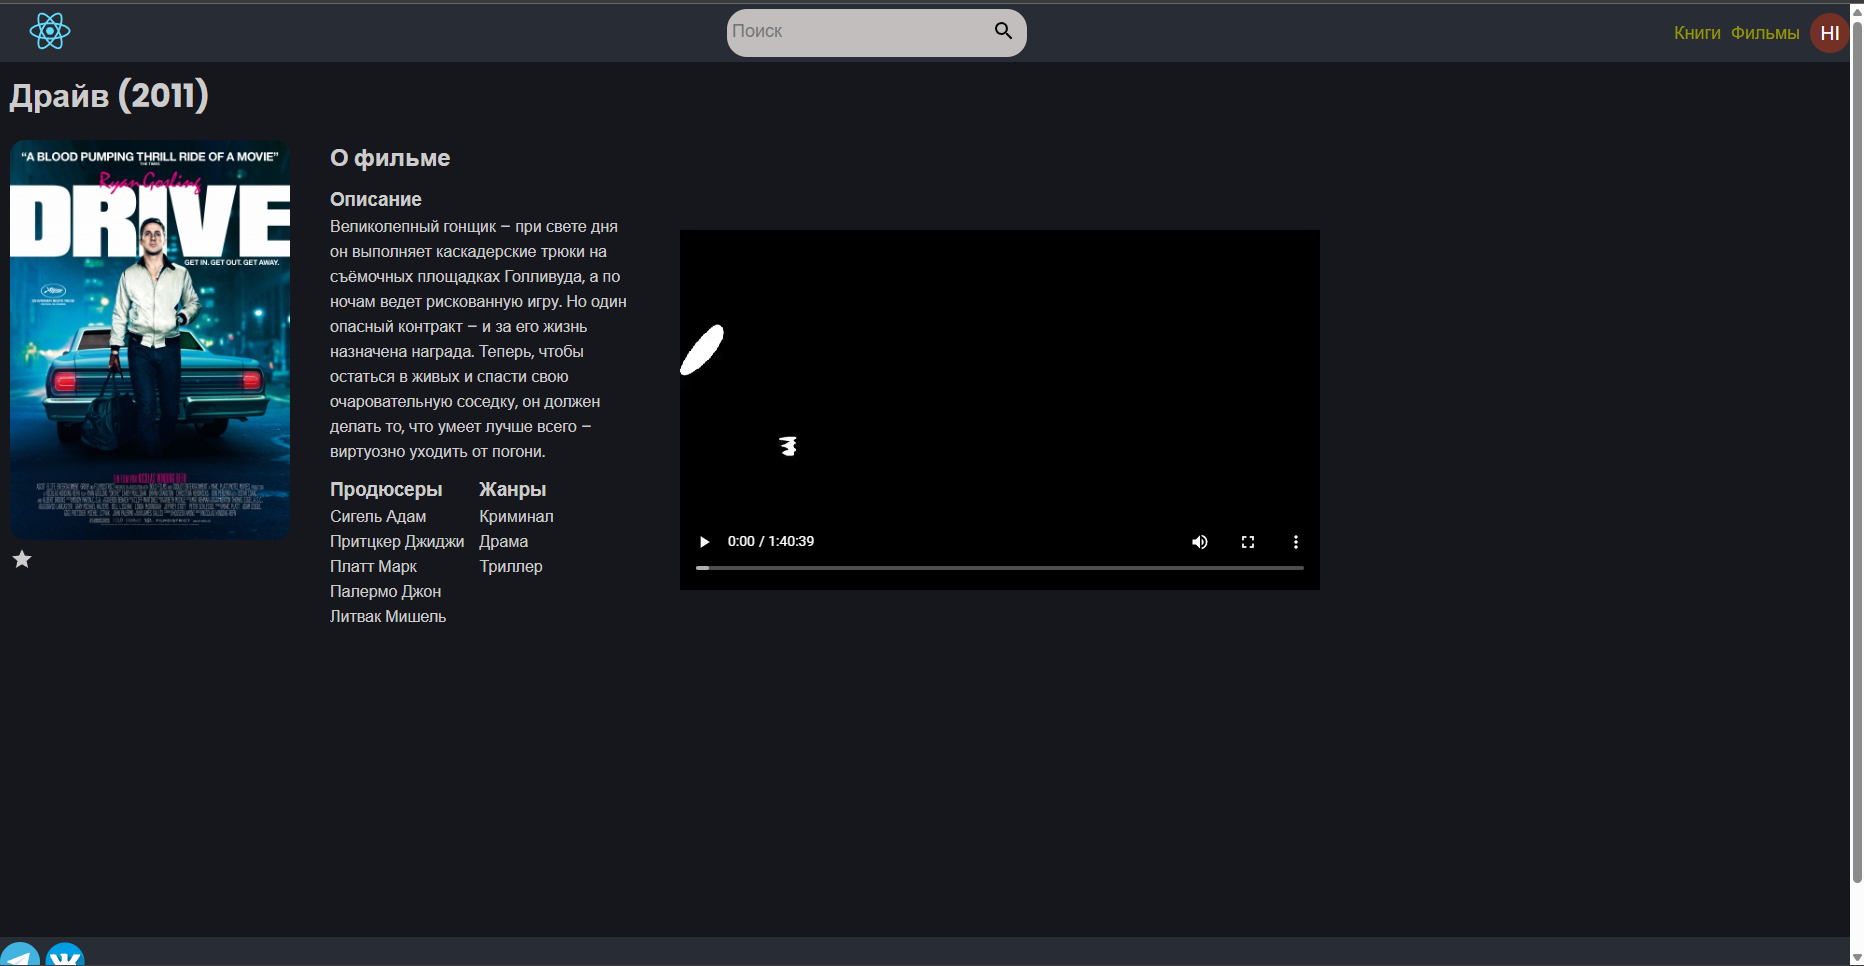 Поиск
Книги Фильмы HI
Драйв (2011)
“A BLOOD PUMPING THRILL RIDE OF A MOVIE”
THE TIMES
Ryan Gosling
DRIVE
GET IN. GET OUT. GET AWAY.
О фильме
Описание
Великолепный гонщик – при свете дня
он выполняет каскадерские трюки на
съёмочных площадках Голливуда, а по
ночам ведет рискованную игру. Но один
опасный контракт – и за его жизнь
назначена награда. Теперь, чтобы
остаться в живых и спасти свою
очаровательную соседку, он должен
делать то, что умеет лучше всего –
виртуозно уходить от погони.
Продюсеры
Сигель Адам
Притцкер Джиджи
Платт Марк
Палермо Джон
Литвак Мишель
Жанры
Криминал
Драма
Триллер
0:00 / 1:40:39